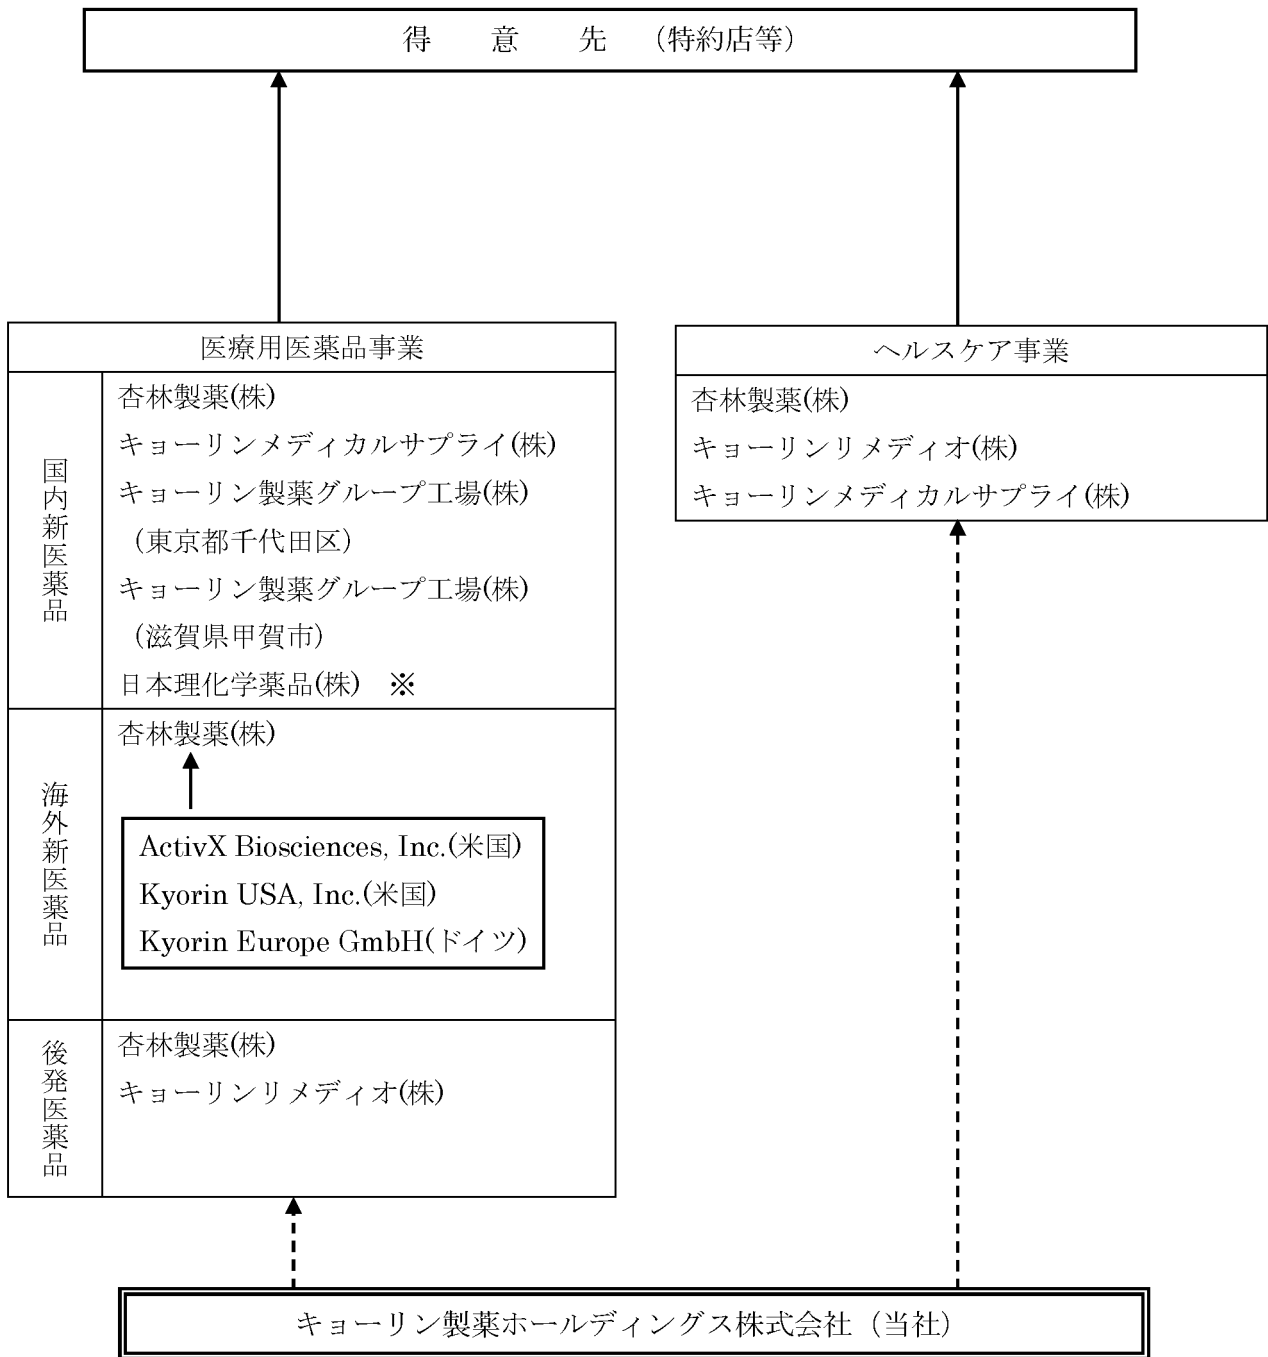 得 意 先 （特約店等）
医療用医薬品事業
国内新医薬品
杏林製薬(株)
キョーリンメディカルサプライ(株)
キョーリン製薬グループ工場(株)
（東京都千代田区）
キョーリン製薬グループ工場(株)
（滋賀県甲賀市）
日本理化学薬品(株) ※
海外新医薬品
杏林製薬(株)
ActivX Biosciences, Inc.(米国)
Kyorin USA, Inc.(米国)
Kyorin Europe GmbH(ドイツ)
後発医薬品
杏林製薬(株)
キョーリンリメディオ(株)
ヘルスケア事業
杏林製薬(株)
キョーリンリメディオ(株)
キョーリンメディカルサプライ(株)
キョーリン製薬ホールディングス株式会社（当社）